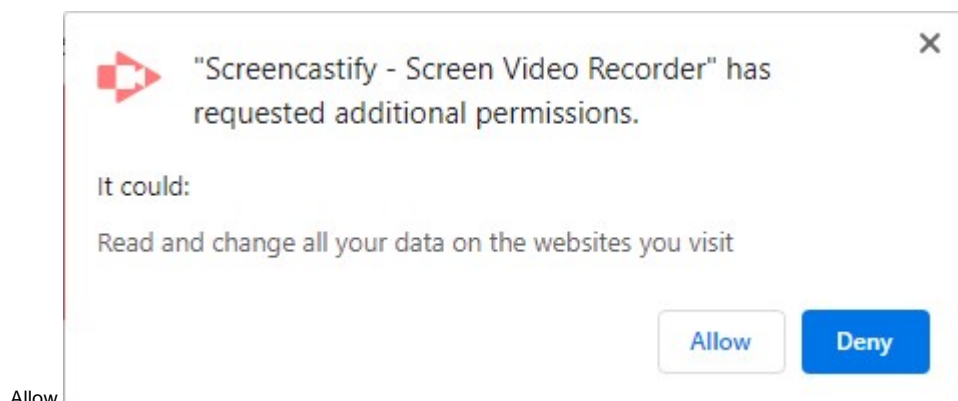 "Screencastify - Screen Video Recorder" has
requested additional permissions.
It could:
Read and change all your data on the websites you visit
Allow Deny
Allow